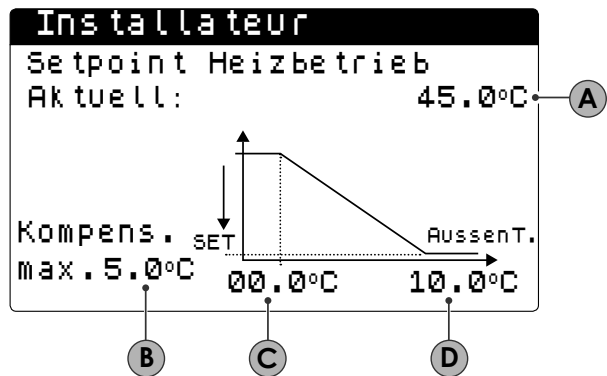 Installateur
Setpoint Heizbetrieb
Aktuell: 45.0°C A
Kompens. SET AussenT.
max.5.0°C 00.0°C 10.0°C
B C D